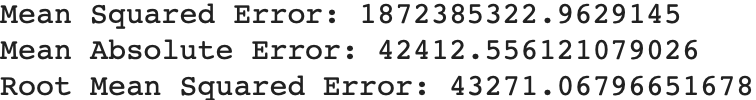 Mean Squared Error: 1872385322.9629145
Mean Absolute Error: 42412.556121079026
Root Mean Squared Error: 43271.06796651678